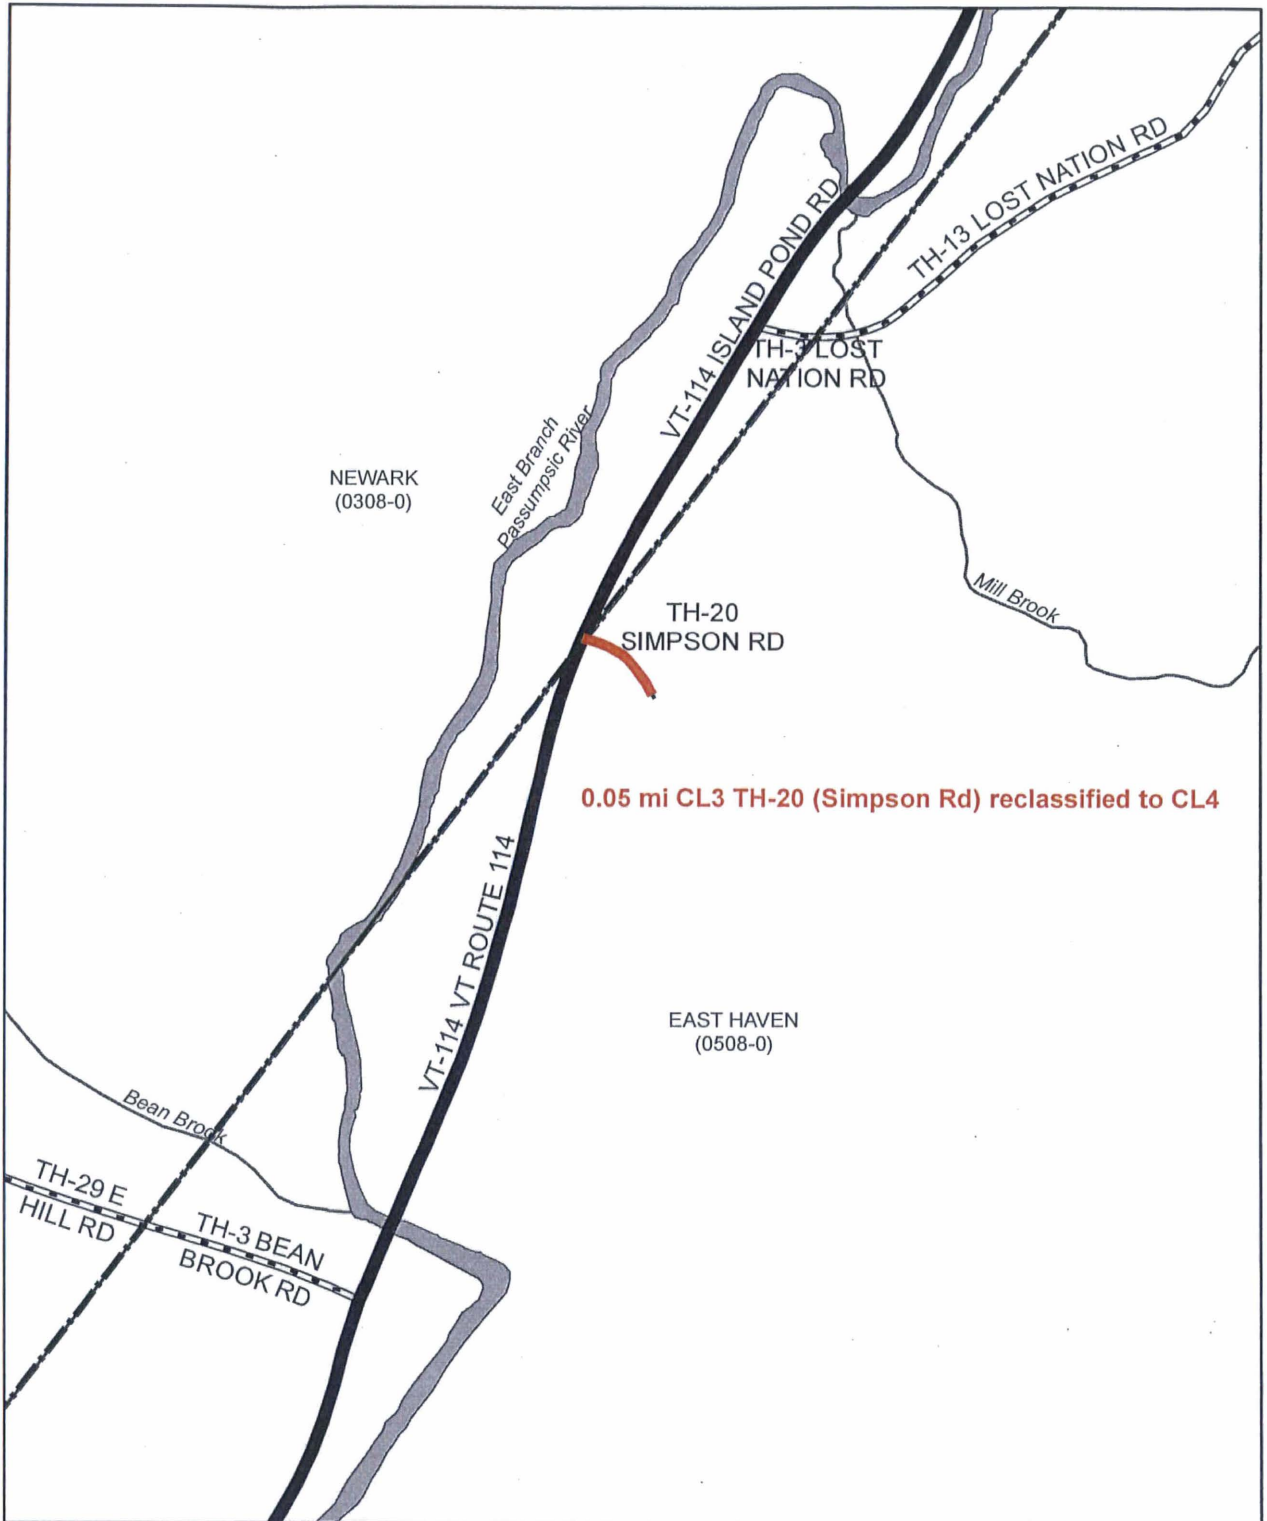 TH-13 LOST NATION RD
VT-114 ISLAND POND RD
TH-3 LOST
NATION RD
East Branch
Passumpsic River
NEWARK
(0308-0)
Mill Brook
TH-20
SIMPSON RD
0.05 mi CL3 TH-20 (Simpson Rd) reclassified to CL4
VT-114 VT ROUTE 114
EAST HAVEN
(0508-0)
Bean Brook
TH-29 E
HILL RD
TH-3 BEAN
BROOK RD